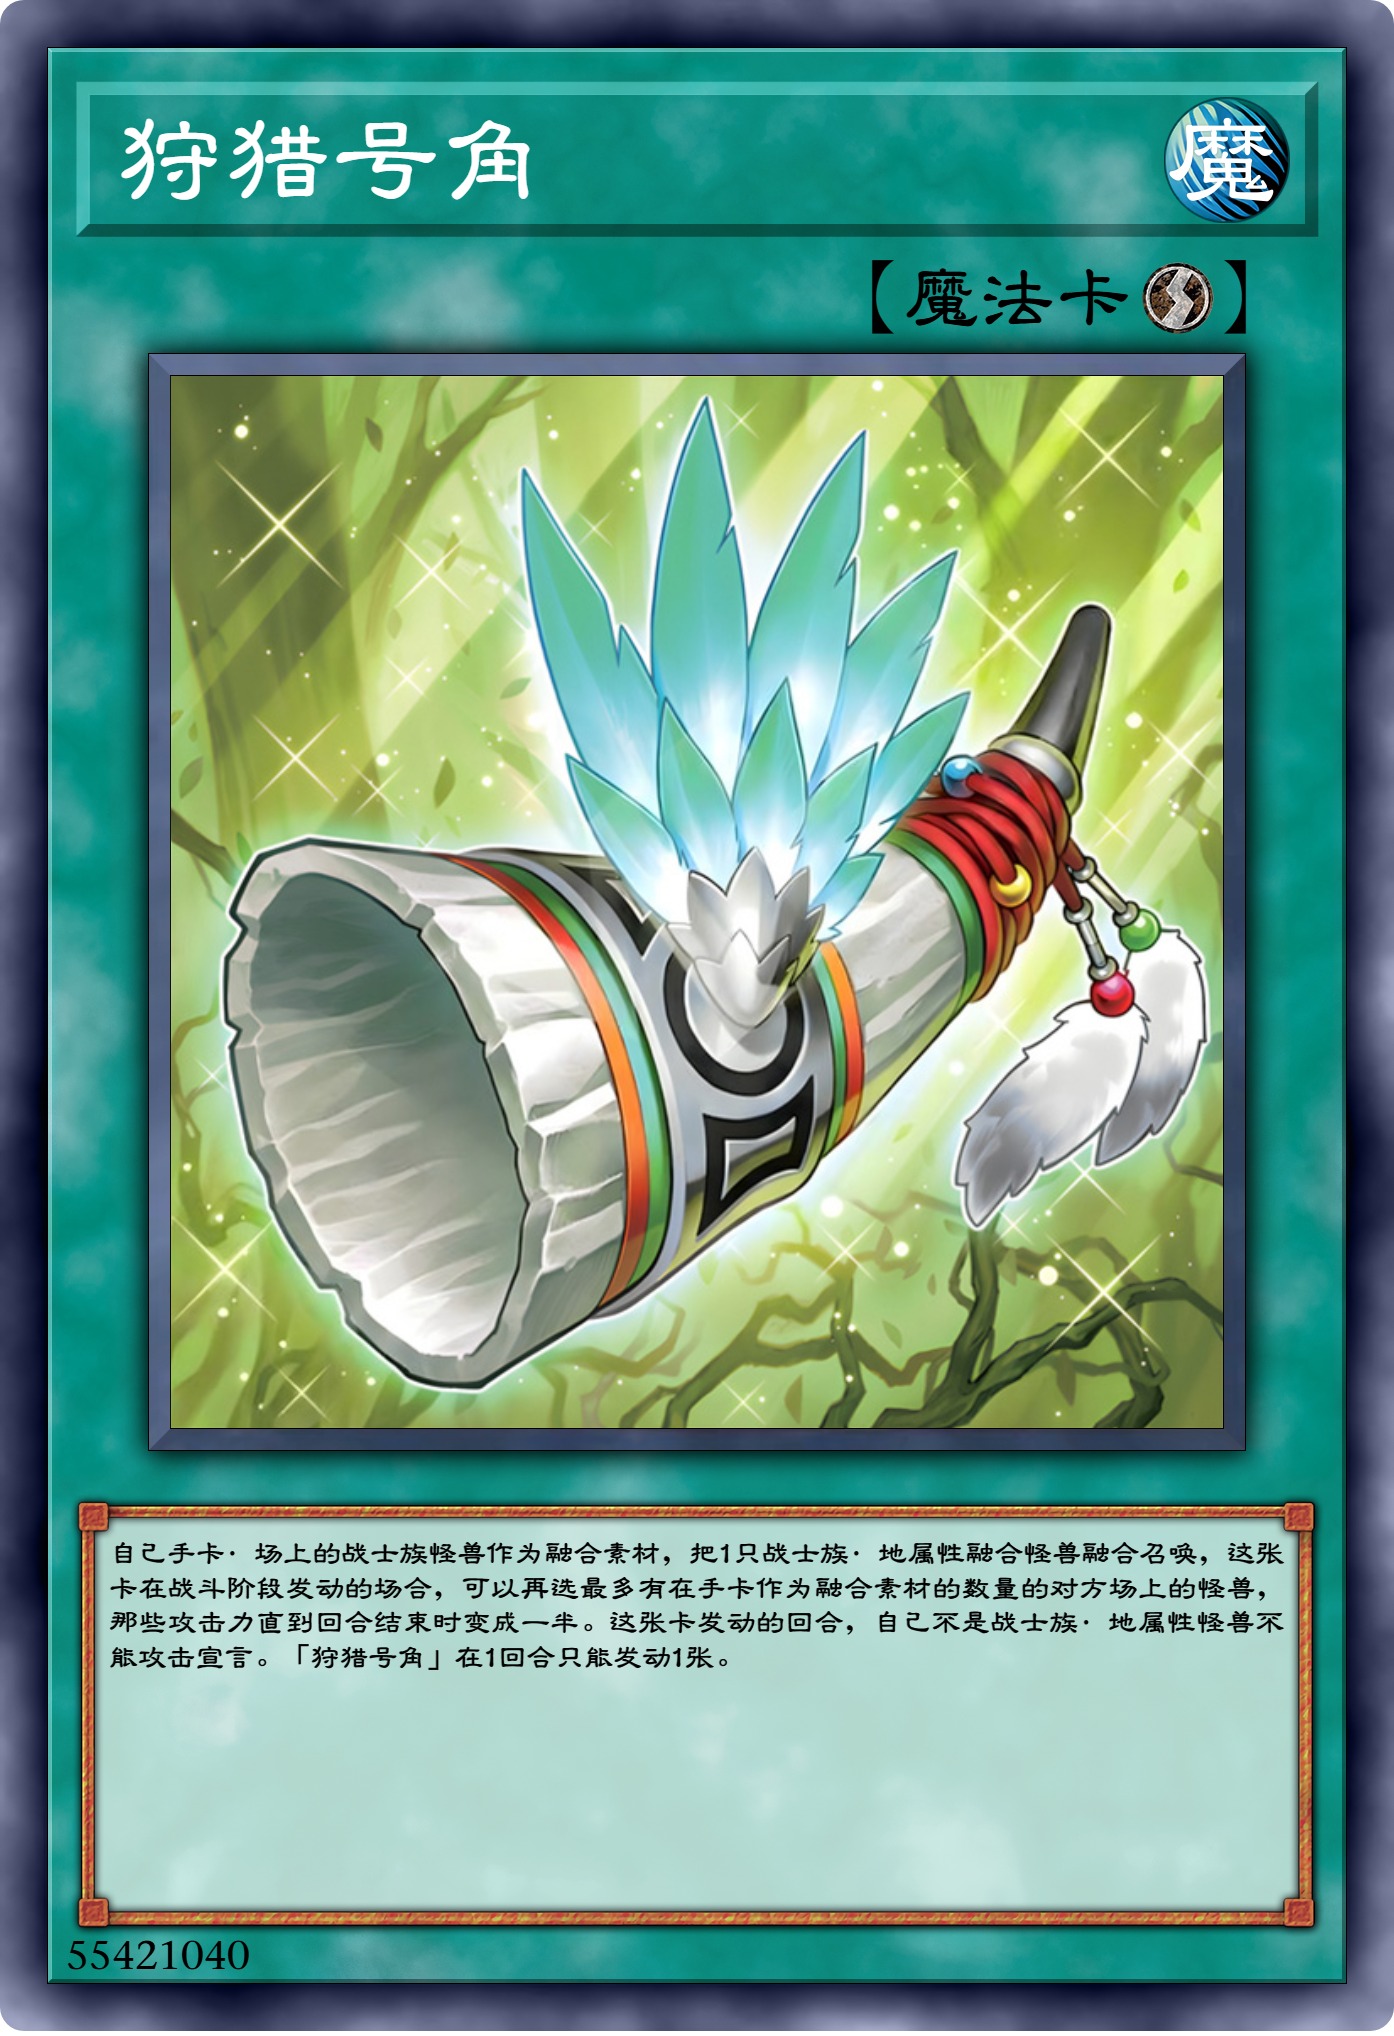 狩猎号角
魔
【魔法卡】
自己手卡·场上的战士族怪兽作为融合素材，把1只战士族·地属性融合怪兽融合召唤，这张
卡在战斗阶段发动的场合，可以再选最多有在手卡作为融合素材的数量的对方场上的怪兽，
那些攻击力直到回合结束时变成一半。这张卡发动的回合，自己不是战士族·地属性怪兽不
能攻击宣言。「狩猎号角」在1回合只能发动1张。
55421040